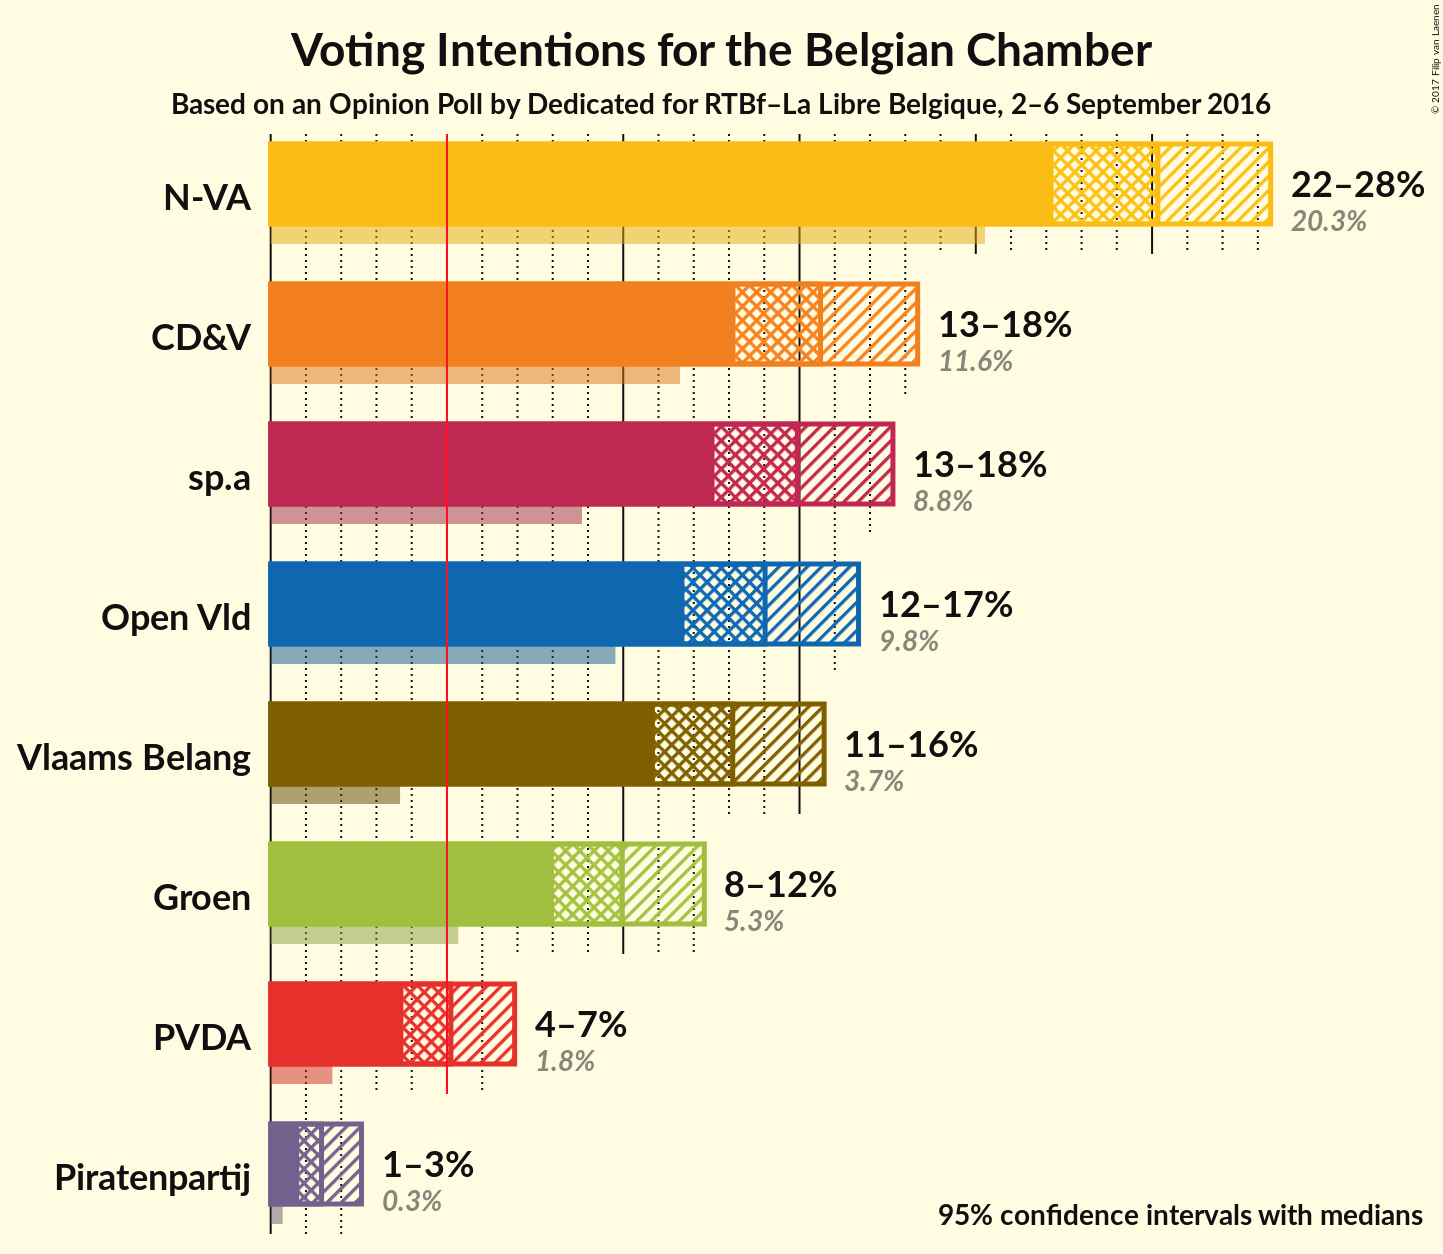 Voting Intentions for the Belgian Chamber
Based on an Opinion Poll by Dedicated for RTBf–La Libre Belgique, 2–6 September 2016
© 2017 Filip van Laenen
N-VA
22–28%
20.3%
CD&V
13–18%
11.6%
sp.a
13–18%
8.8%
Open Vld
12–17%
9.8%
Vlaams Belang
11–16%
3.7%
Groen
8–12%
5.3%
PVDA
4–7%
1.8%
Piratenpartij
1–3%
0.3%
95% confidence intervals with medians